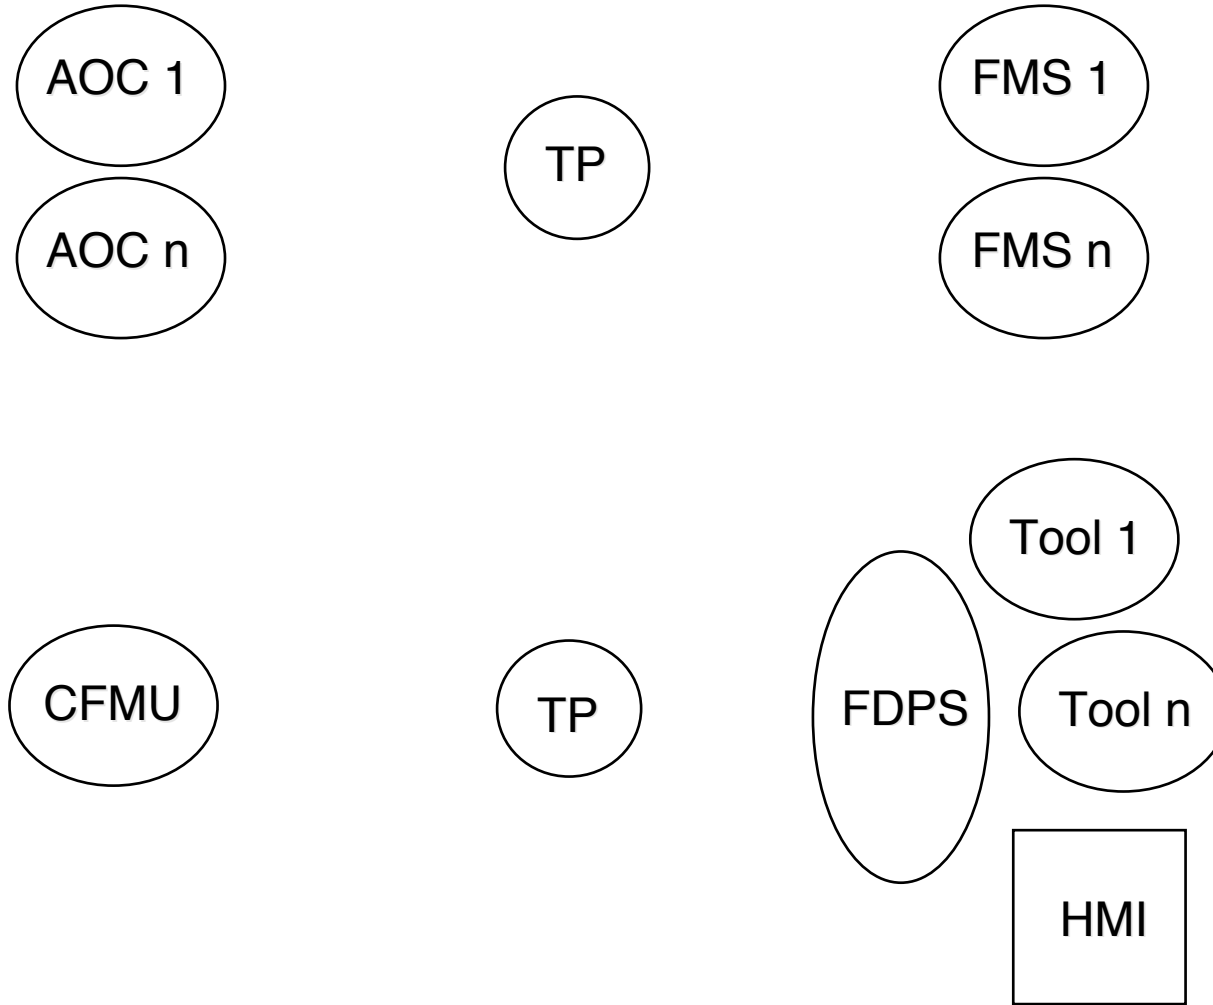 AOC 1
FMS 1
TP
AOC n
FMS n
Tool 1
CFMU
TP
FDPS
Tool n
HMI